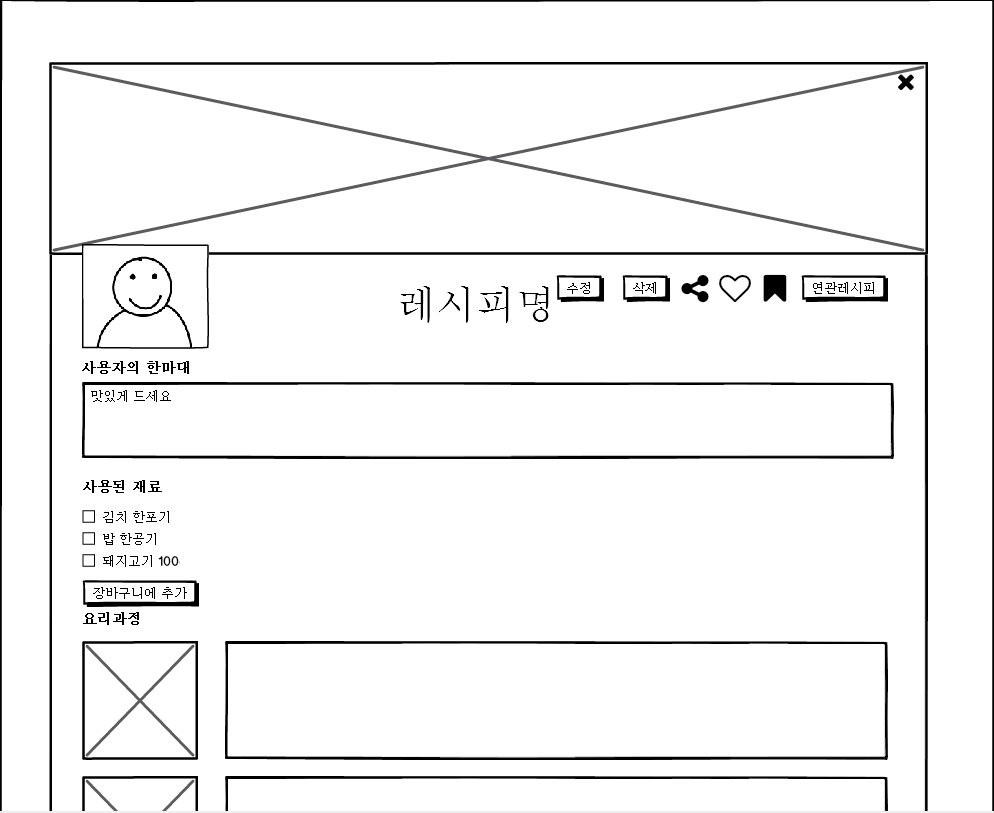 레시피명
수정
삭제
연관레시피
사용자의 한마대
맛있게 드세요
사용된 재료
김치 한포기
밥 한공기
돼지고기 100
장바구니에 추가
요리과정